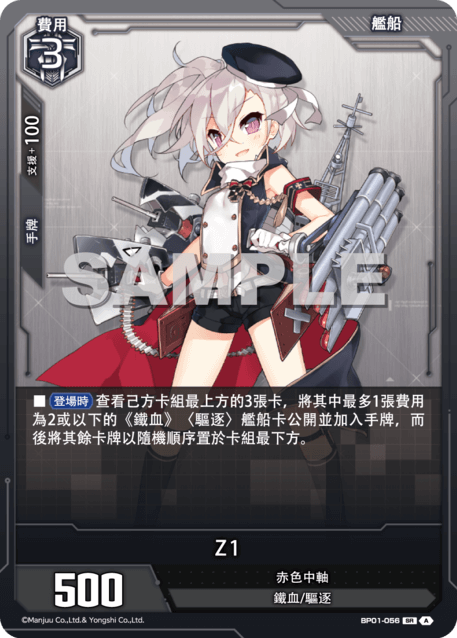 費用
3
艦船
支援+100
手牌
SAMPLE
■ 登場時 查看己方卡組最上方的3張卡，將其中最多1張費用
為2或以下的《鐵血》〈驅逐〉艦船卡公開並加入手牌，而
後將其餘卡牌以隨機順序置於卡組最下方。
Z1
500
赤色中軸
鐵血/驅逐
©Manjuu Co.,Ltd.& Yongshi Co.,Ltd.
BP01-056 SR A